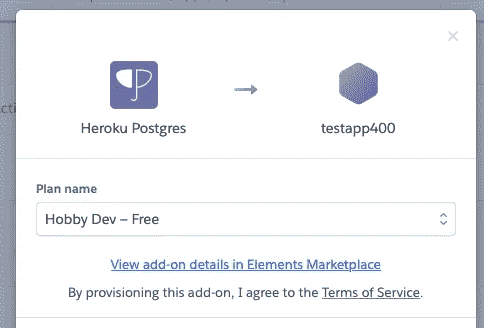 Heroku Postgres
testapp400
Plan name
Hobby Dev – Free
View add-on details in Elements Marketplace
By provisioning this add-on, I agree to the Terms of Service.